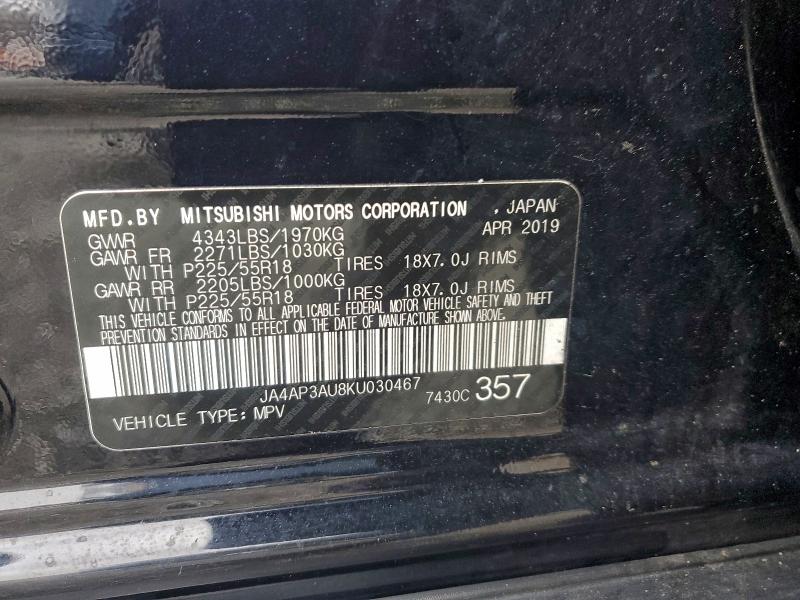 MFD.BY MITSUBISHI MOTORS CORPORATION , JAPAN
GVWR 4343LBS/1970KG APR 2019
GAWR FR 2271LBS/1030KG
WITH P225/55R18 TIRES 18X7.0J RIMS
GAWR RR 2205LBS/1000KG
WITH P225/55R18 TIRES 18X7.0J RIMS
THIS VEHICLE CONFORMS TO ALL APPLICABLE FEDERAL MOTOR VEHICLE SAFETY AND THEFT
PREVENTION STANDARDS IN EFFECT ON THE DATE OF MANUFACTURE SHOWN ABOVE.
JA4AP3AU8KU030467 7430C 357
VEHICLE TYPE: MPV